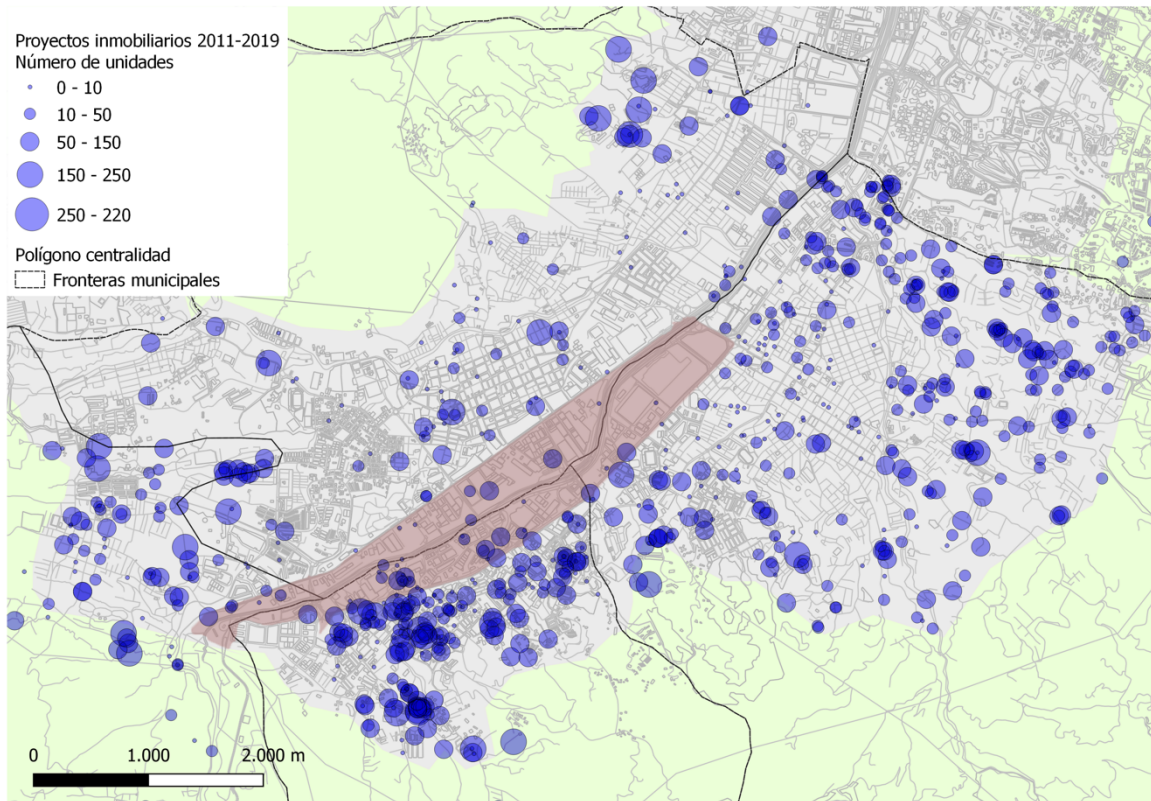 Proyectos inmobiliarios 2011-2019
Número de unidades
0 - 10
10 - 50
50 - 150
150 - 250
250 - 220
Polígono centralidad
Fronteras municipales
0 1.000 2.000 m